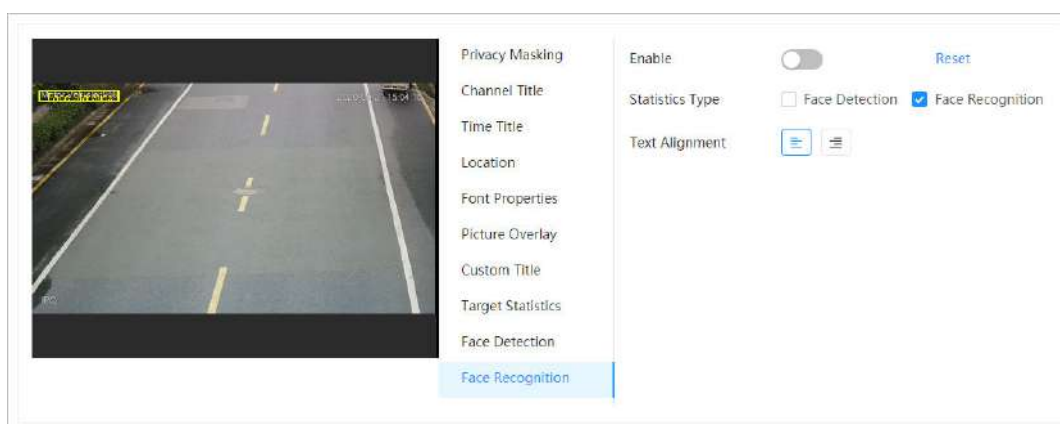 Privacy Masking
Channel Title
Time Title
Location
Font Properties
Picture Overlay
Custom Title
Target Statistics
Face Detection
Face Recognition
Enable
Reset
Statistics Type
Face Detection
Face Recognition
Text Alignment
IPC